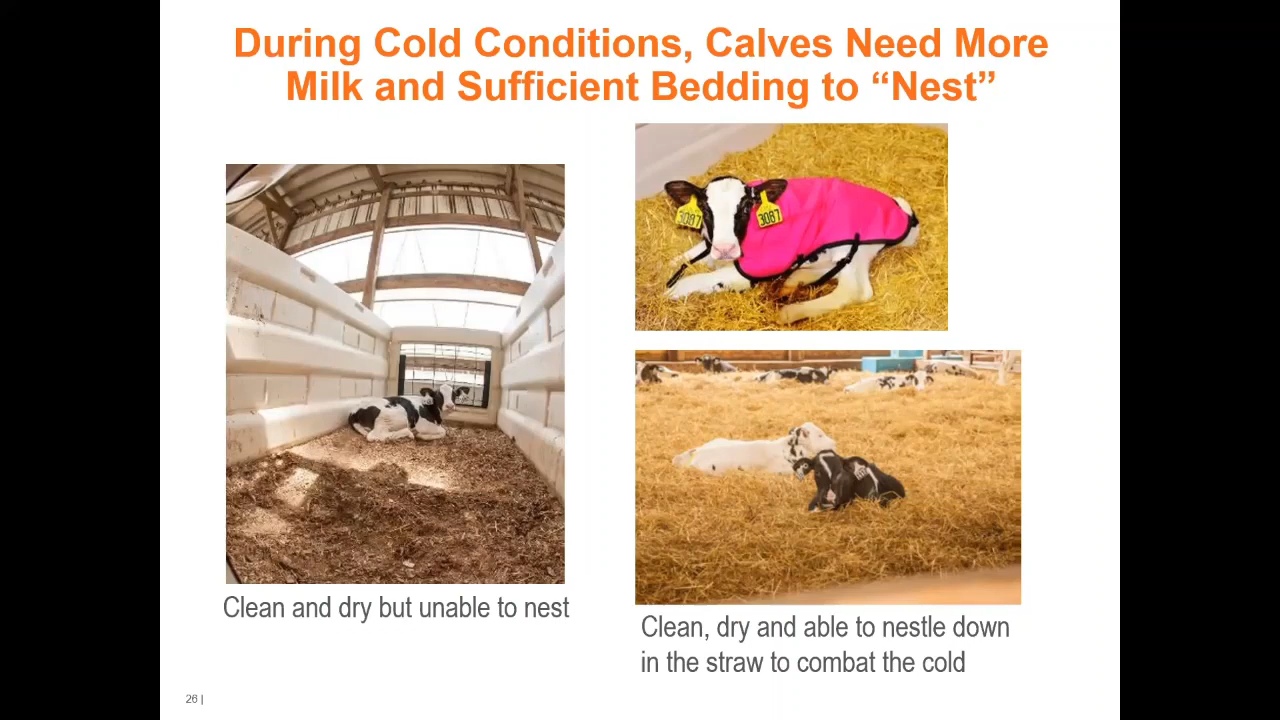 During Cold Conditions, Calves Need More
Milk and Sufficient Bedding to “Nest”
3087
3087
Clean and dry but unable to nest
Clean, dry and able to nestle down
in the straw to combat the cold
26 |